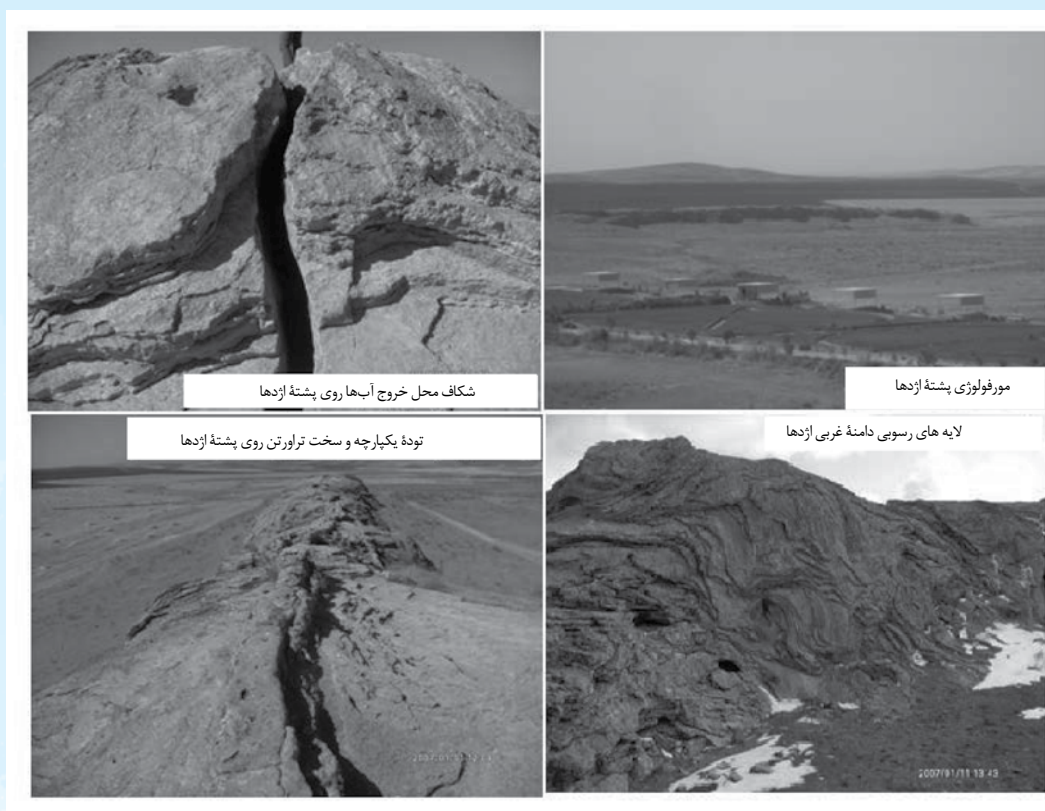 مورفولوژی پشتهٔ اژدها
شکاف محل خروج آب‌ها روی پشتهٔ اژدها
لایه های رسوبی دامنهٔ غربی اژدها
تودهٔ یکپارچه و سخت تراورتن روی پشتهٔ اژدها
2007/01/11 13:43